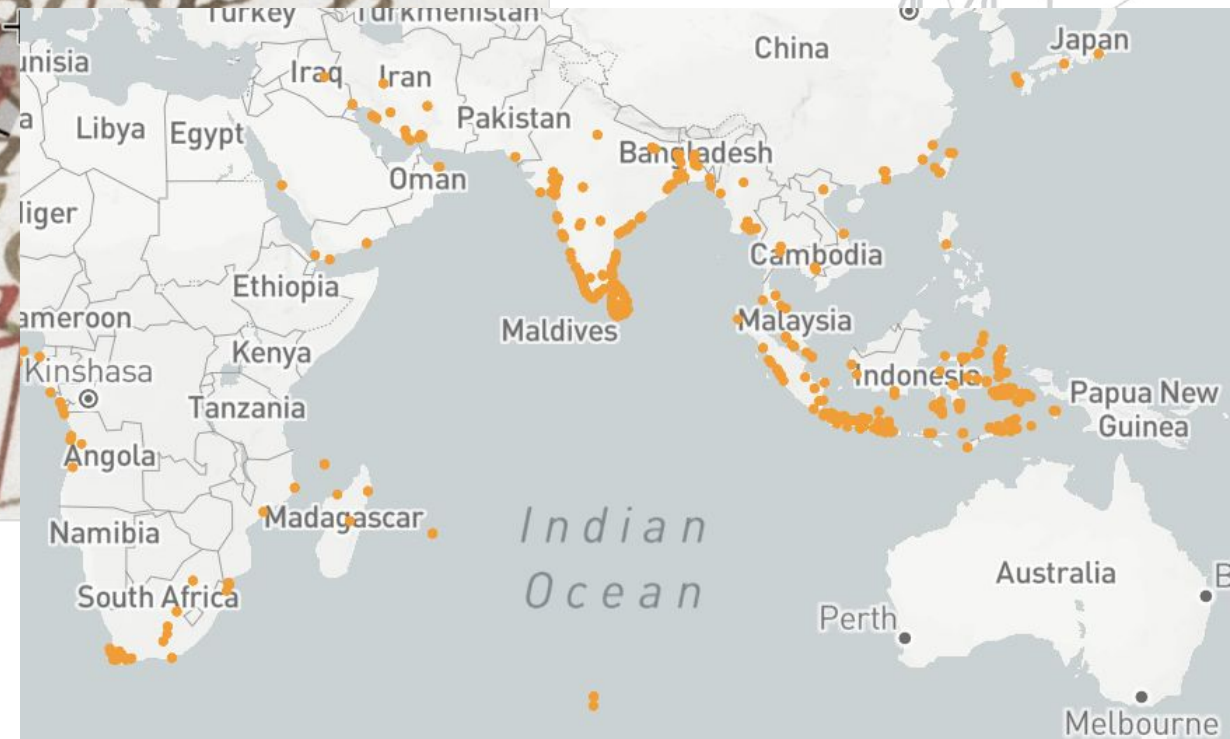 Turkey
Turkmenistan
Japan
China
unisia
Iraq
Iran
Libya
Egypt
Pakistan
Bangladesh
Oman
liger
Cambodia
Ethiopia
ameroon
Maldives
Malaysia
Kenya
Kinshasa
Indonesia
Tanzania
Papua New
Guinea
Angola
Madagascar
Namibia
Indian
Ocean
Australia
South Africa
Perth
Melbourne